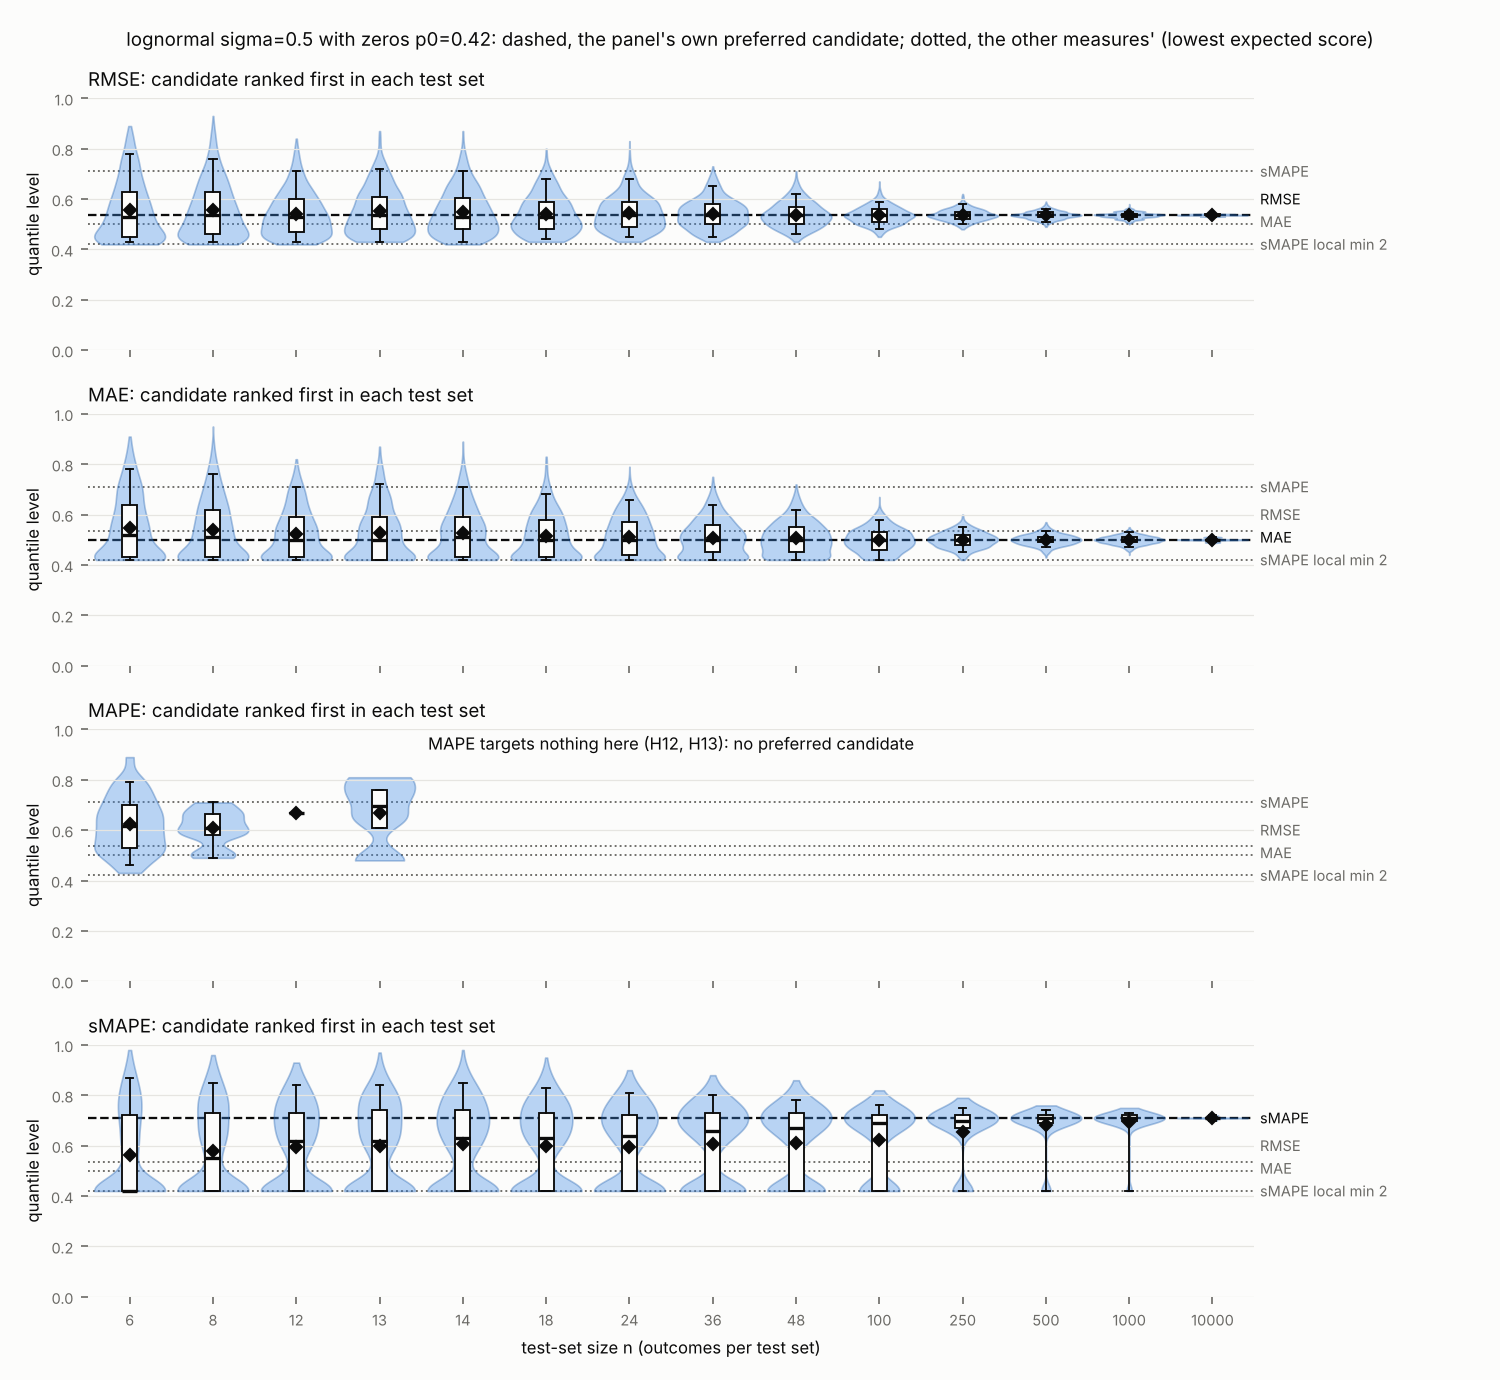 lognormal sigma=0.5 with zeros p0=0.42: dashed, the panel's own preferred candidate; dotted, the other measures' (lowest expected score)
RMSE: candidate ranked first in each test set
1.0
0.8
0.6
0.4
0.2
0.0
quantile level
sMAPE
RMSE
MAE
sMAPE local min 2
MAE: candidate ranked first in each test set
1.0
0.8
0.6
0.4
0.2
0.0
quantile level
sMAPE
RMSE
MAE
sMAPE local min 2
MAPE: candidate ranked first in each test set
MAPE targets nothing here (H12, H13): no preferred candidate
1.0
0.8
0.6
0.4
0.2
0.0
quantile level
sMAPE
RMSE
MAE
sMAPE local min 2
sMAPE: candidate ranked first in each test set
1.0
0.8
0.6
0.4
0.2
0.0
quantile level
sMAPE
RMSE
MAE
sMAPE local min 2
6 8 12 13 14 18 24 36 48 100 250 500 1000 10000
test-set size n (outcomes per test set)